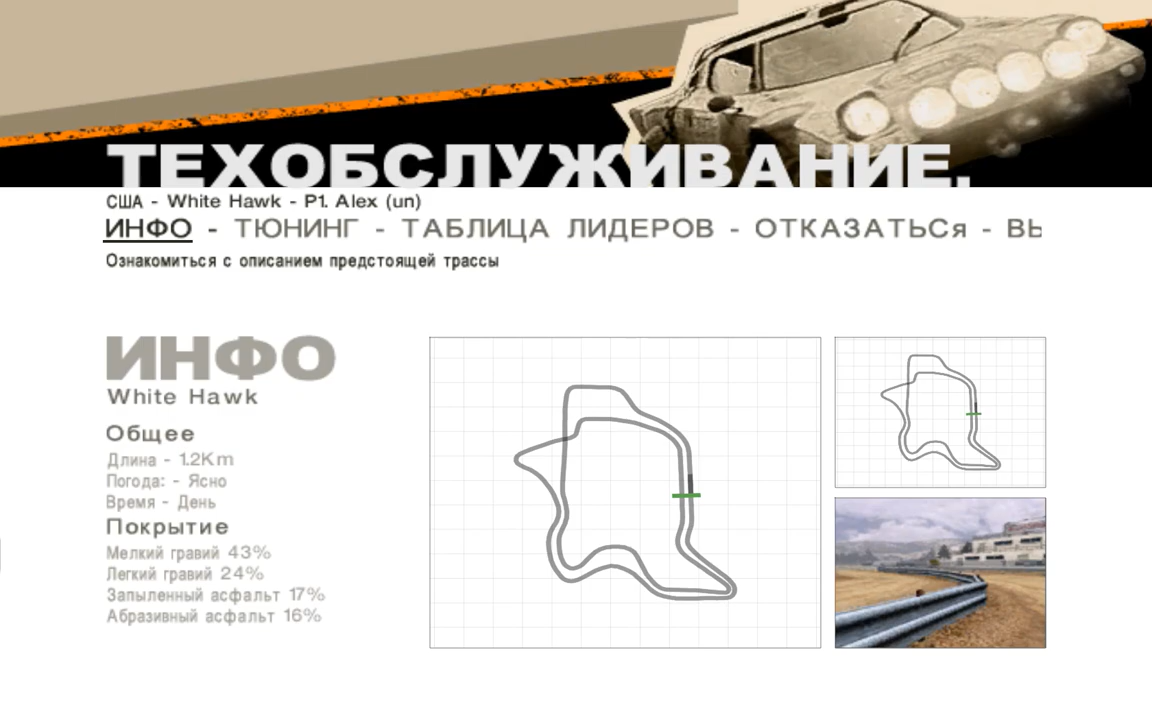 ТЕХОБСЛУЖИВАНИЕ.
США - White Hawk - P1. Alex (un)
ИНФО - ТЮНИНГ - ТАБЛИЦА ЛИДЕРОВ - ОТКАЗАТЬСя - ВЬ
Ознакомиться с описанием предстоящей трассы
ИНФО
White Hawk
Общее
Длина - 1.2Km
Погода: - Ясно
Время - День
Покрытие
Мелкий гравий 43%
Легкий гравий 24%
Запыленный асфальт 17%
Абразивный асфальт 16%